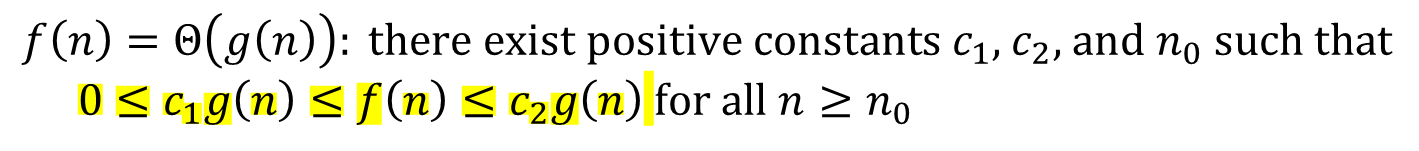 f(n) = Θ(g(n)): there exist positive constants c₁, c₂, and n₀ such that
0 ≤ c₁g(n) ≤ f(n) ≤ c₂g(n) for all n ≥ n₀